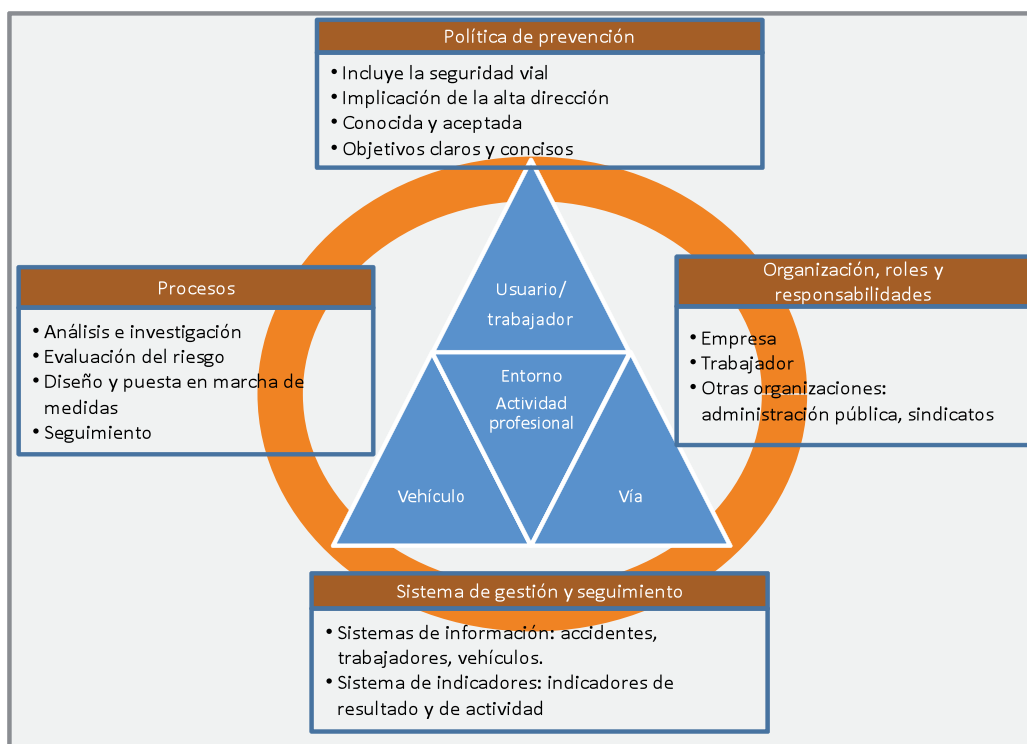 Política de prevención
• Incluye la seguridad vial
• Implicación de la alta dirección
• Conocida y aceptada
• Objetivos claros y concisos
Procesos
• Análisis e investigación
• Evaluación del riesgo
• Diseño y puesta en marcha de
medidas
• Seguimiento
Usuario/
trabajador
Entorno
Actividad
profesional
Vehículo
Vía
Organización, roles y
responsabilidades
• Empresa
• Trabajador
• Otras organizaciones:
administración pública, sindicatos
Sistema de gestión y seguimiento
• Sistemas de información: accidentes,
trabajadores, vehículos.
• Sistema de indicadores: indicadores de
resultado y de actividad